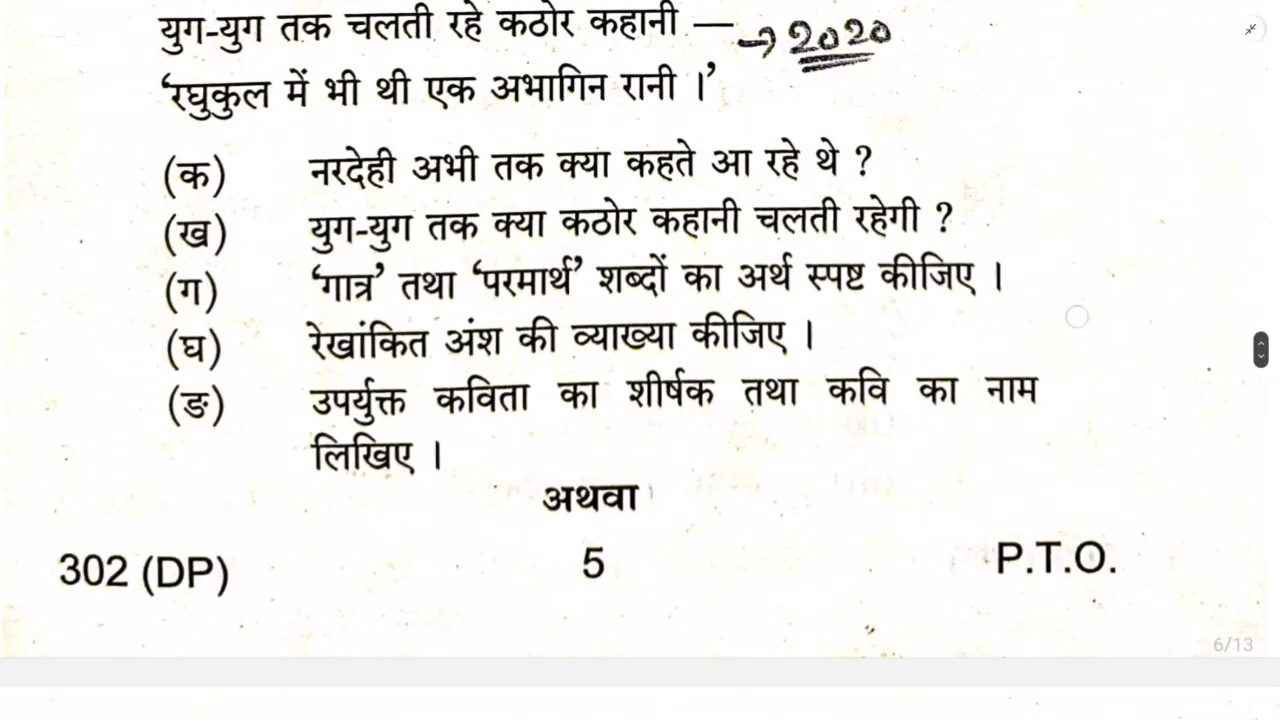 युग-युग तक चलती रहे कठोर कहानी — → 2020
‘रघुकुल में भी थी एक अभागिन रानी ।’
(क) नरदेही अभी तक क्या कहते आ रहे थे ?
(ख) युग-युग तक क्या कठोर कहानी चलती रहेगी ?
(ग) ‘गात्र’ तथा ‘परमार्थ’ शब्दों का अर्थ स्पष्ट कीजिए ।
(घ) रेखांकित अंश की व्याख्या कीजिए ।
(ङ) उपर्युक्त कविता का शीर्षक तथा कवि का नाम
लिखिए ।
अथवा
302 (DP) 5 P.T.O.
6/13